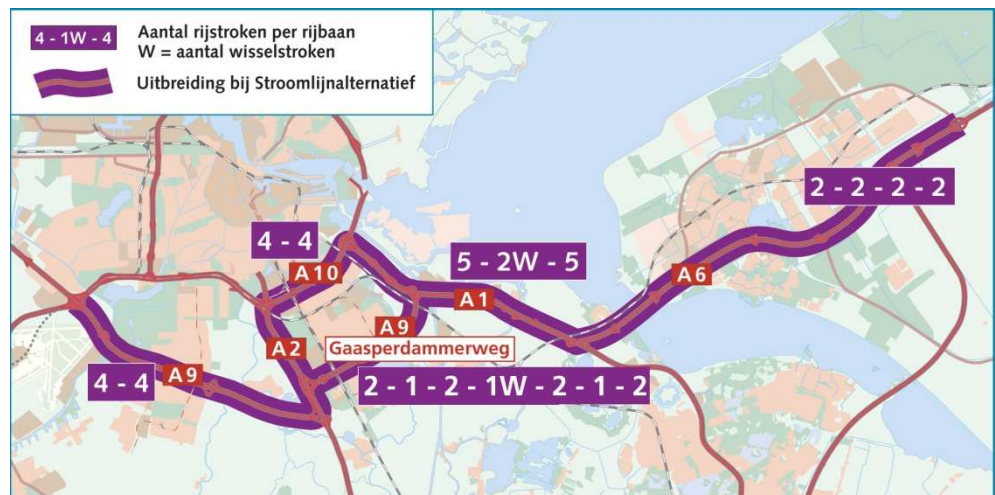 4 - 1W - 4
Aantal rijstroken per rijbaan
W = aantal wisselstroken
Uitbreiding bij Stroomlijnalternatief
2 - 2 - 2 - 2
4 - 4
5 - 2W - 5
A10
A1
A6
A9
A2
Gaasperdammerweg
4 - 4
A9
2 - 1 - 2 - 1W - 2 - 1 - 2